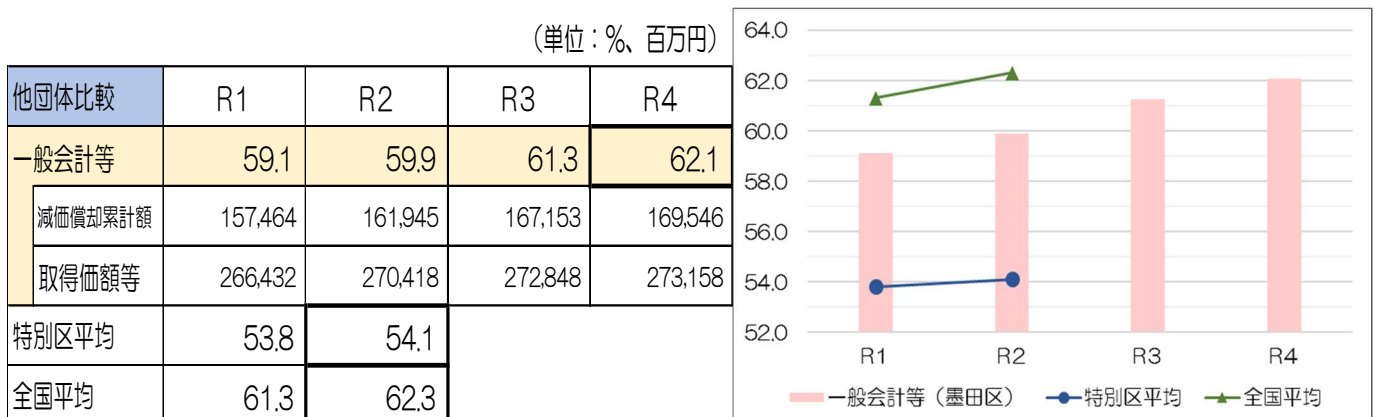 （単位：%、百万円）
他団体比較 R1 R2 R3 R4
一般会計等 59.1 59.9 61.3 62.1
減価償却累計額 157,464 161,945 167,153 169,546
取得価額等 266,432 270,418 272,848 273,158
特別区平均 53.8 54.1
全国平均 61.3 62.3
64.0
62.0
60.0
58.0
56.0
54.0
52.0
R1 R2 R3 R4
一般会計等（墨田区） 特別区平均 全国平均